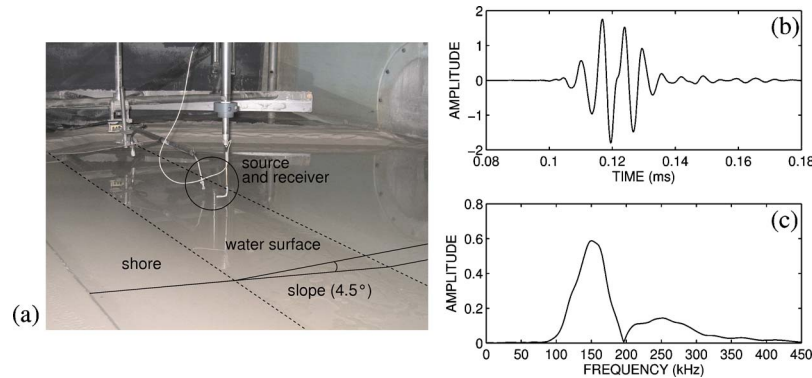 (a)
source
and receiver
water surface
shore
slope (4.5°)
(b)
AMPLITUDE
2
1
0
−1
−2
0.08 0.1 0.12 0.14 0.16 0.18
TIME (ms)
(c)
AMPLITUDE
0.8
0.6
0.4
0.2
0
0 50 100 150 200 250 300 350 400 450
FREQUENCY (kHz)